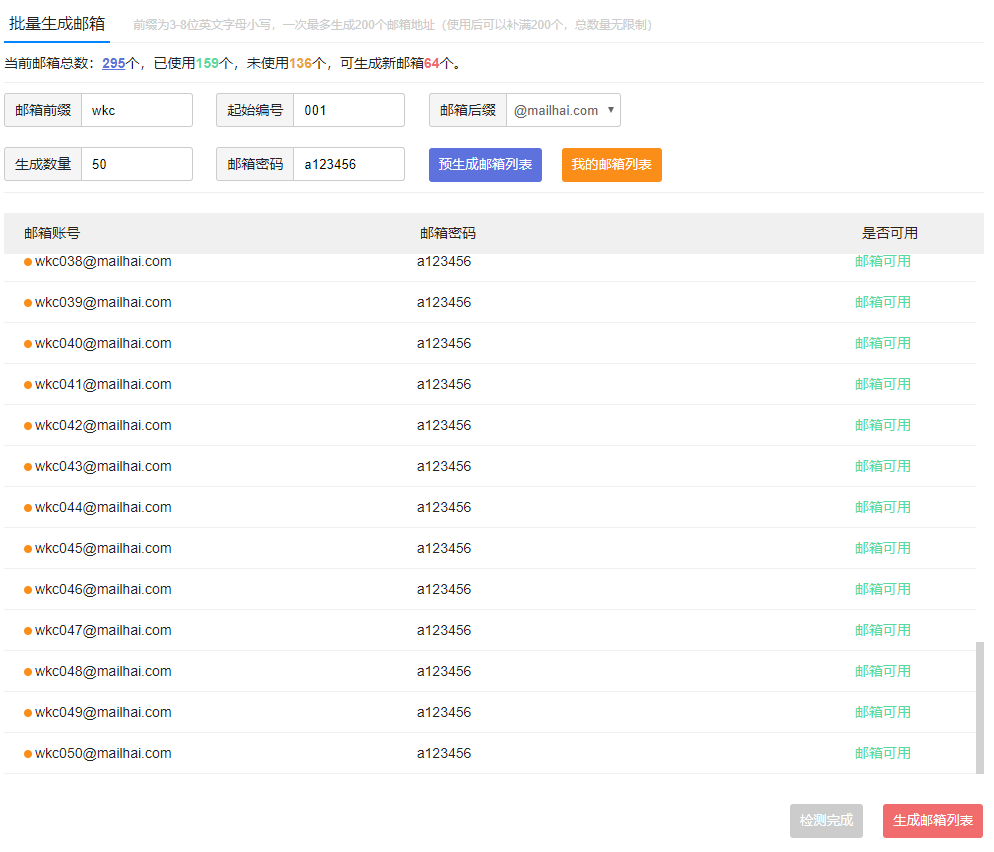 批量生成邮箱 前缀为3-8位英文字母小写，一次最多生成200个邮箱地址（使用后可以补满200个，总数量无限制）
当前邮箱总数：295个，已使用159个，未使用136个，可生成新邮箱64个。
邮箱前缀 wkc 起始编号 001 邮箱后缀 @mailhai.com
生成数量 50 邮箱密码 a123456 预生成邮箱列表 我的邮箱列表
邮箱账号 邮箱密码 是否可用
wkc038@mailhai.com a123456 邮箱可用
wkc039@mailhai.com a123456 邮箱可用
wkc040@mailhai.com a123456 邮箱可用
wkc041@mailhai.com a123456 邮箱可用
wkc042@mailhai.com a123456 邮箱可用
wkc043@mailhai.com a123456 邮箱可用
wkc044@mailhai.com a123456 邮箱可用
wkc045@mailhai.com a123456 邮箱可用
wkc046@mailhai.com a123456 邮箱可用
wkc047@mailhai.com a123456 邮箱可用
wkc048@mailhai.com a123456 邮箱可用
wkc049@mailhai.com a123456 邮箱可用
wkc050@mailhai.com a123456 邮箱可用
检测完成 生成邮箱列表